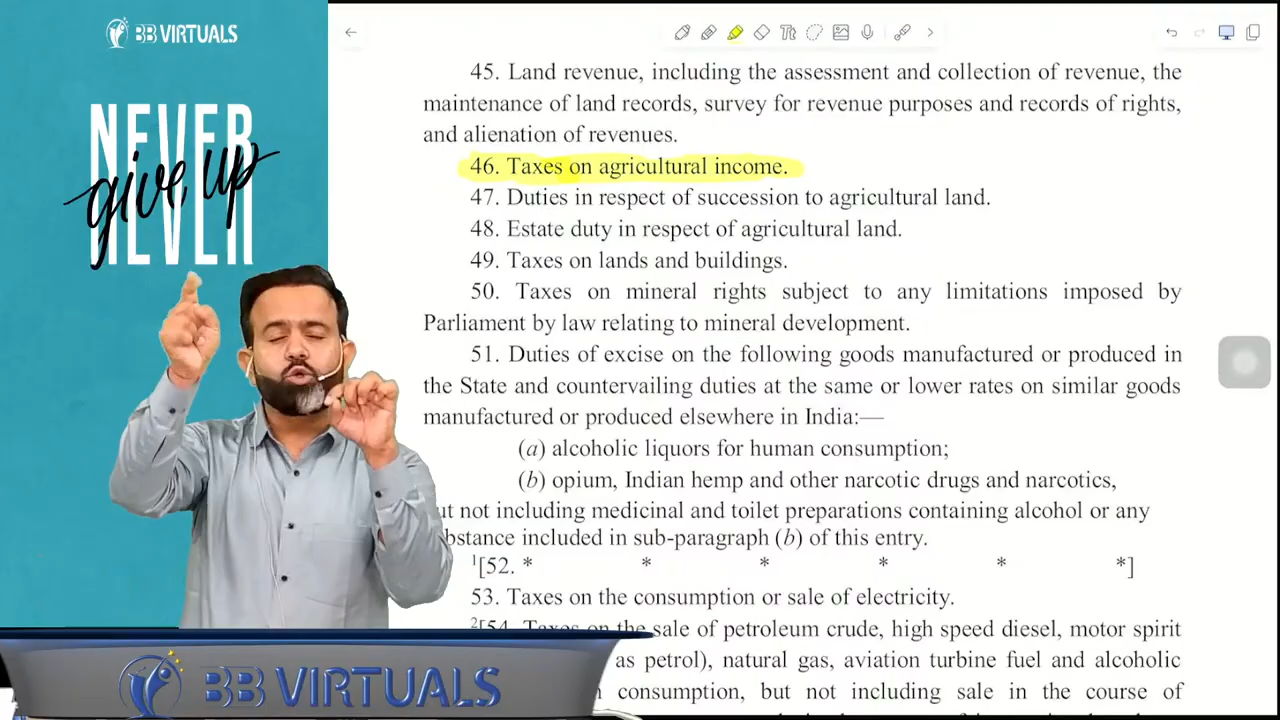 BB VIRTUALS
NEVER
give up
NEVER
45. Land revenue, including the assessment and collection of revenue, the
maintenance of land records, survey for revenue purposes and records of rights,
and alienation of revenues.
46. Taxes on agricultural income.
47. Duties in respect of succession to agricultural land.
48. Estate duty in respect of agricultural land.
49. Taxes on lands and buildings.
50. Taxes on mineral rights subject to any limitations imposed by
Parliament by law relating to mineral development.
51. Duties of excise on the following goods manufactured or produced in
the State and countervailing duties at the same or lower rates on similar goods
manufactured or produced elsewhere in India:—
(a) alcoholic liquors for human consumption;
(b) opium, Indian hemp and other narcotic drugs and narcotics,
ut not including medicinal and toilet preparations containing alcohol or any
bstance included in sub-paragraph (b) of this entry.
1[52. * * * * * *]
53. Taxes on the consumption or sale of electricity.
2[54. Taxes on the sale of petroleum crude, high speed diesel, motor spirit
as petrol), natural gas, aviation turbine fuel and alcoholic
consumption, but not including sale in the course of
BB VIRTUALS